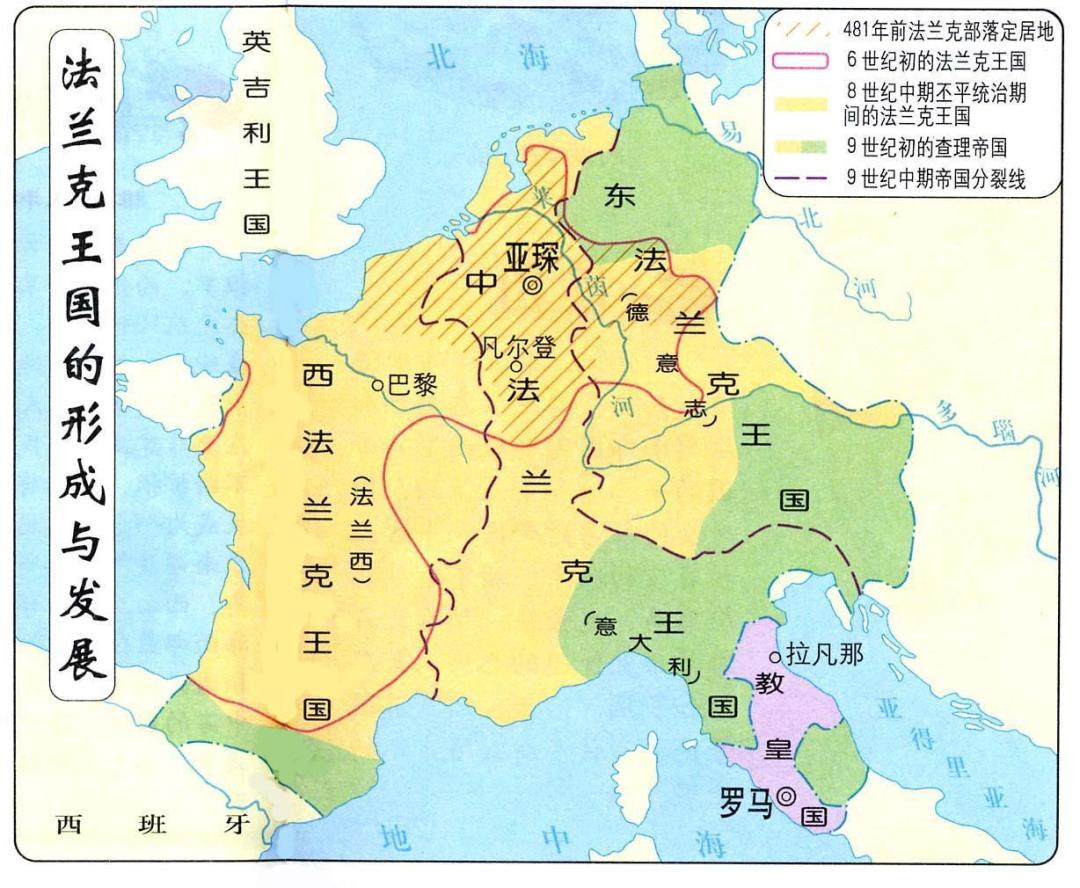 法兰克王国的形成与发展
481年前法兰克部落定居地
6世纪初的法兰克王国
8世纪中期丕平统治期
间的法兰克王国
9世纪初的查理帝国
9世纪中期帝国分裂线
英吉利王国
北海
易北河
莱茵河
东法兰克王国
(德意志)
亚琛
凡尔登
中法兰克王国
(意大利)
巴黎
西法兰克王国
(法兰西)
多瑙河
拉凡那
教皇国
罗马
亚得里亚海
地中海
西班牙